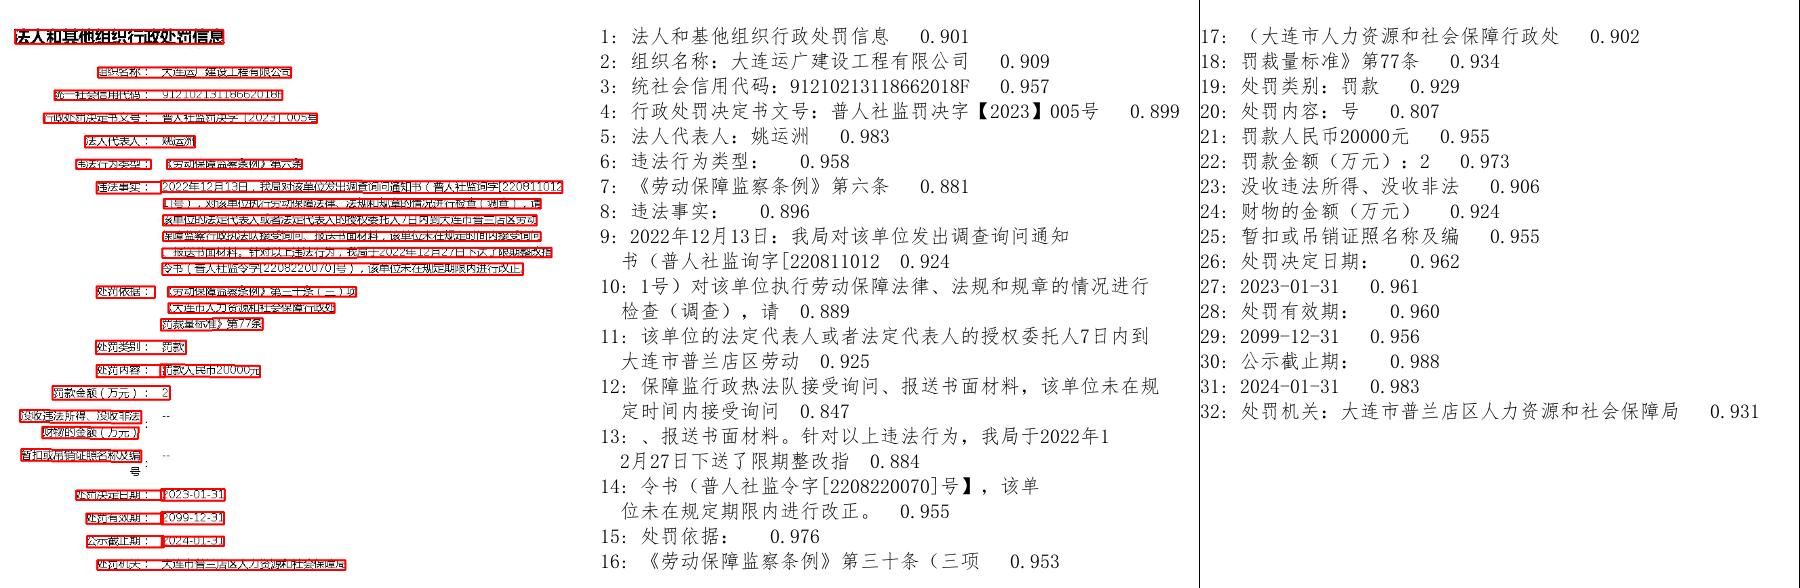 法人和其他组织行政处罚信息
组织名称： 大连运广建设工程有限公司
统一社会信用代码： 91210213118662018F
行政处罚决定书文号： 普人社监罚决字【2023】005号
法人代表人： 姚运洲
违法行为类型： 《劳动保障监察条例》第六条
违法事实： 2022年12月13日，我局对该单位发出调查询问通知书（普人社监询字[220811012
1]号），对该单位执行劳动保障法律、法规和规章的情况进行检查（调查），请
该单位的法定代表人或者法定代表人的授权委托人7日内到大连市普兰店区劳动
保障监察行政执法队接受询问、报送书面材料，该单位未在规定时间内接受询问
、报送书面材料。针对以上违法行为，我局于2022年12月27日下达了限期整改指
令书（普人社监令字[2208220070]号），该单位未在规定期限内进行改正。
处罚依据： 《劳动保障监察条例》第三十条（三）项
《大连市人力资源和社会保障行政处
罚裁量标准》第77条
处罚类别： 罚款
处罚内容： 罚款人民币20000元
罚款金额（万元）： 2
没收违法所得、没收非法
财物的金额（万元）： --
暂扣或吊销证照名称及编
号： --
处罚决定日期： 2023-01-31
处罚有效期： 2099-12-31
公示截止期： 2024-01-31
处罚机关： 大连市普兰店区人力资源和社会保障局
1: 法人和基他组织行政处罚信息 0.901
2: 组织名称：大连运广建设工程有限公司 0.909
3: 统社会信用代码：91210213118662018F 0.957
4: 行政处罚决定书文号：普人社监罚决字【2023】005号 0.899
5: 法人代表人：姚运洲 0.983
6: 违法行为类型： 0.958
7: 《劳动保障监察条例》第六条 0.881
8: 违法事实： 0.896
9: 2022年12月13日：我局对该单位发出调查询问通知
书（普人社监询字[220811012 0.924
10: 1号）对该单位执行劳动保障法律、法规和规章的情况进行
检查（调查），请 0.889
11: 该单位的法定代表人或者法定代表人的授权委托人7日内到
大连市普兰店区劳动 0.925
12: 保障监行政热法队接受询问、报送书面材料，该单位未在规
定时间内接受询问 0.847
13: 、报送书面材料。针对以上违法行为，我局于2022年1
2月27日下送了限期整改指 0.884
14: 令书（普人社监令字[2208220070]号】，该单
位未在规定期限内进行改正。 0.955
15: 处罚依据： 0.976
16: 《劳动保障监察条例》第三十条（三项 0.953
17: （大连市人力资源和社会保障行政处 0.902
18: 罚裁量标准》第77条 0.934
19: 处罚类别：罚款 0.929
20: 处罚内容：号 0.807
21: 罚款人民币20000元 0.955
22: 罚款金额（万元）：2 0.973
23: 没收违法所得、没收非法 0.906
24: 财物的金额（万元） 0.924
25: 暂扣或吊销证照名称及编 0.955
26: 处罚决定日期： 0.962
27: 2023-01-31 0.961
28: 处罚有效期： 0.960
29: 2099-12-31 0.956
30: 公示截止期： 0.988
31: 2024-01-31 0.983
32: 处罚机关：大连市普兰店区人力资源和社会保障局 0.931